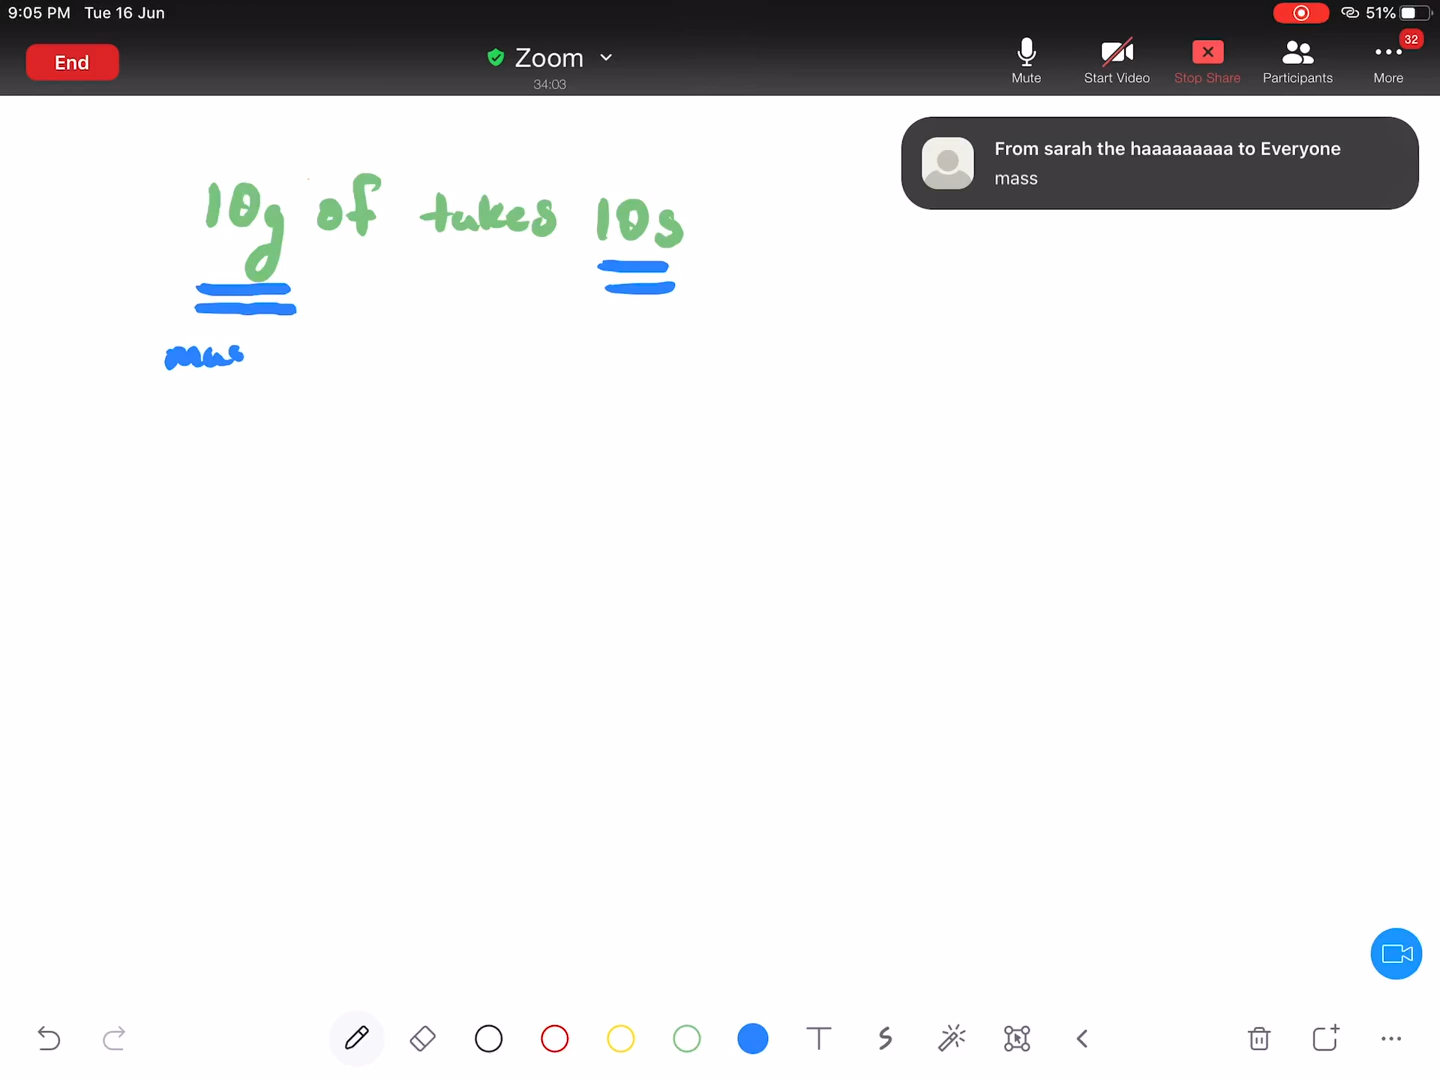 9:05 PM Tue 16 Jun
51%
End
Zoom
34:03
Mute
Start Video
Stop Share
Participants
More
32
From sarah the haaaaaaaaa to Everyone
mass
10g of takes 10s
T